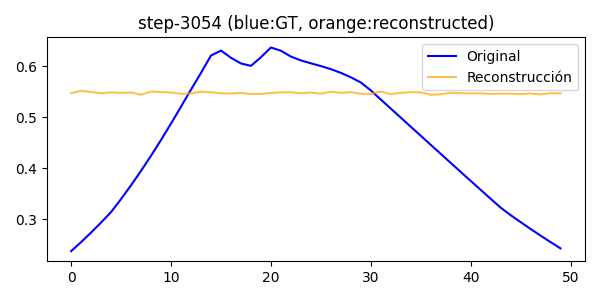 step-3054 (blue:GT, orange:reconstructed)
Original
Reconstrucción
0.6
0.5
0.4
0.3
0 10 20 30 40 50